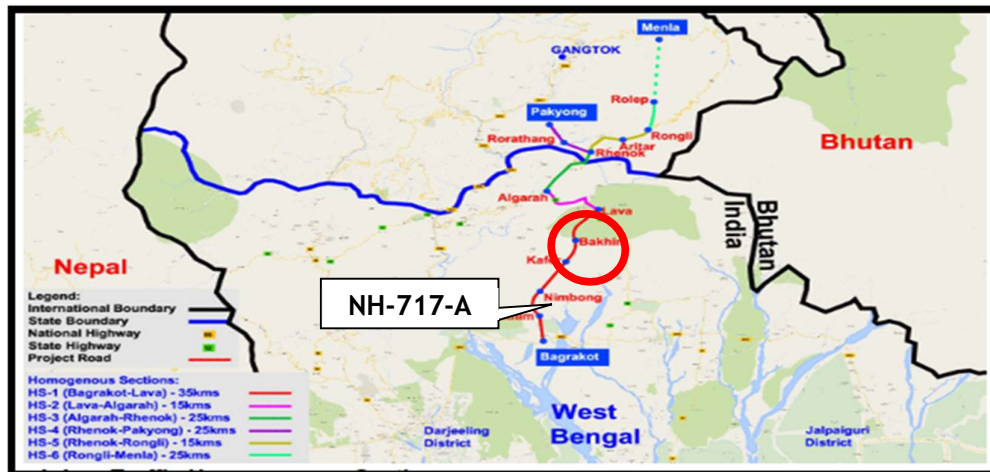 Menla
GANGTOK
Rolep
Pakyong
Rongli
Rorathang
Aritar
Rhenok
Bhutan
Algarah
Lava
Bhutan
India
Nepal
NH-717-A
Nimbong
Bagrakot
Legend:
International Boundary
State Boundary
National Highway
State Highway
Project Road
Homogenous Sections:
HS-1 (Bagrakot-Lava) - 35kms
HS-2 (Lava-Algarah) - 15kms
HS-3 (Algarah-Rhenok) - 25kms
HS-4 (Rhenok-Pakyong) - 25kms
HS-5 (Rhenok-Rongli) - 15kms
HS-6 (Rongli-Menla) - 25kms
West
Bengal
Darjeeling
District
Jalpaiguri
District